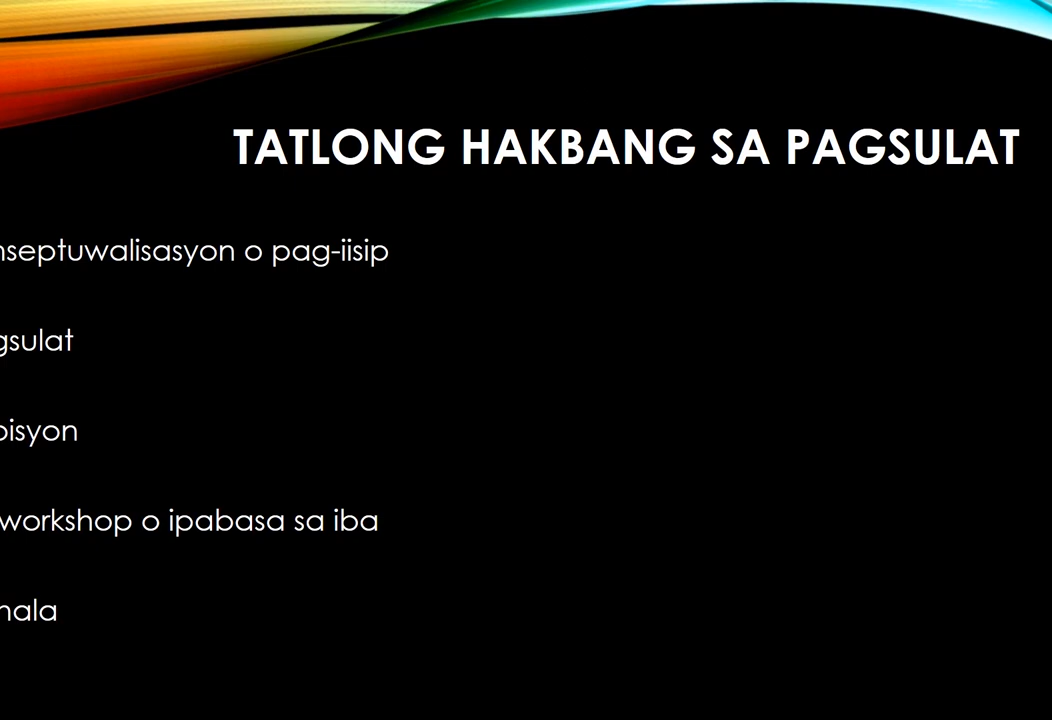 TATLONG HAKBANG SA PAGSULAT
nseptuwalisasyon o pag-iisip
gsulat
bisyon
workshop o ipabasa sa iba
hala